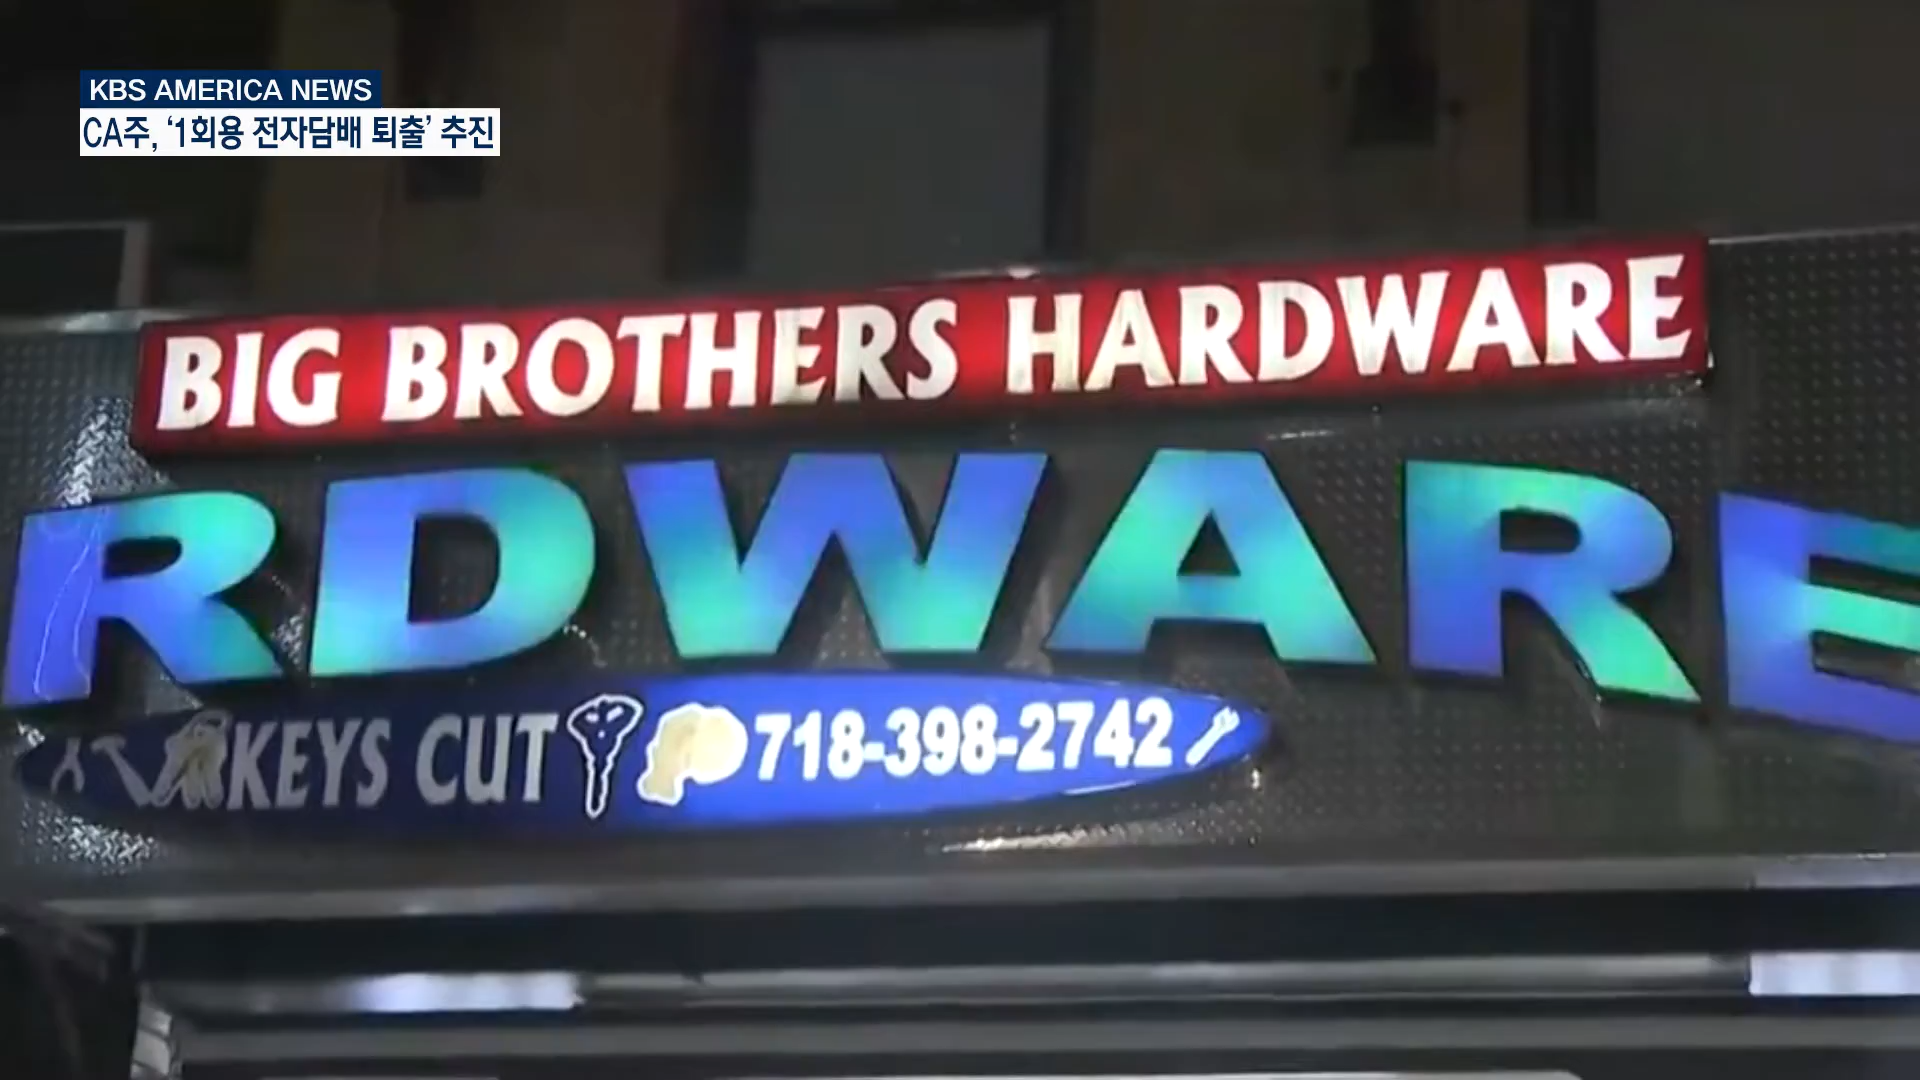 KBS AMERICA NEWS
CA주, ‘1회용 전자담배 퇴출’ 추진
BIG BROTHERS HARDWARE
RDWARE
KEYS CUT 718-398-2742